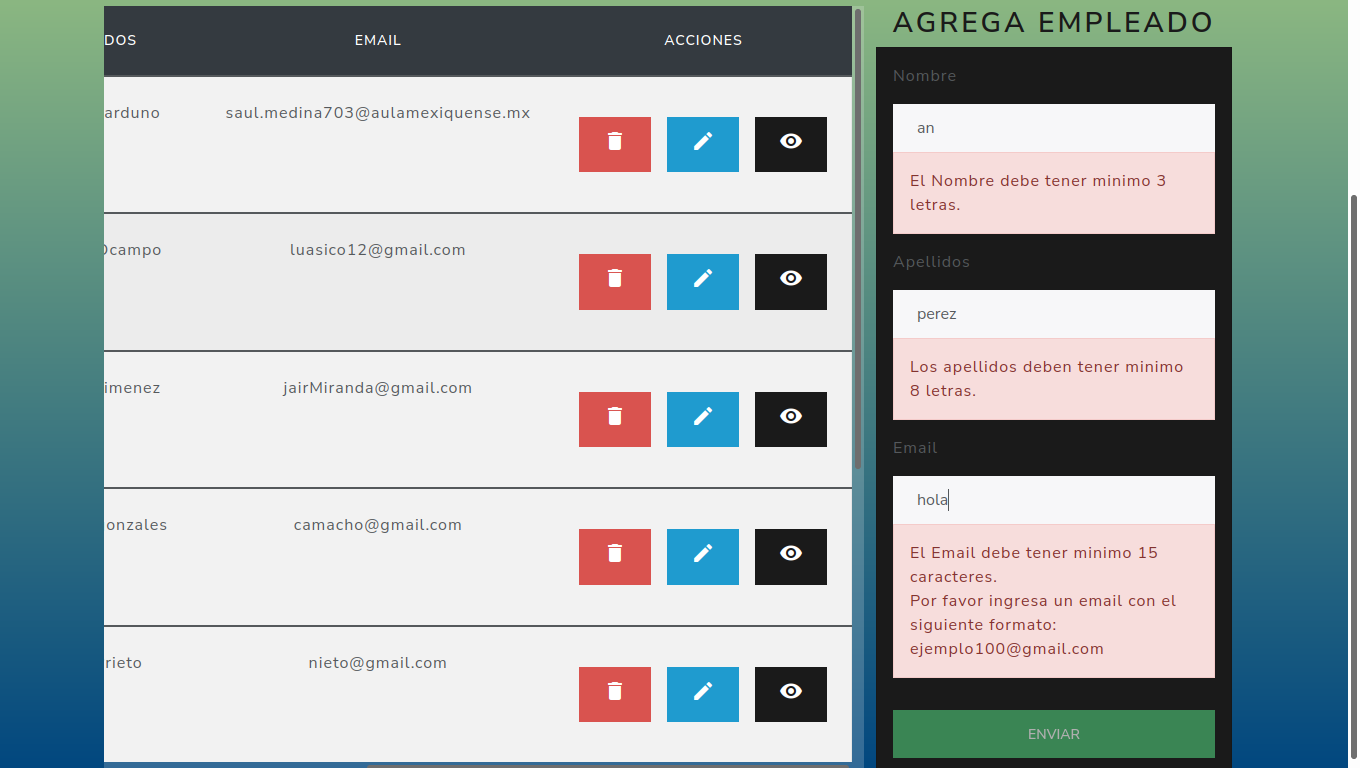 DOS EMAIL ACCIONES
arduno saul.medina703@aulamexiquense.mx
Ocampo luasico12@gmail.com
imenez jairMiranda@gmail.com
onzales camacho@gmail.com
rieto nieto@gmail.com
AGREGA EMPLEADO
Nombre
an
El Nombre debe tener minimo 3
letras.
Apellidos
perez
Los apellidos deben tener minimo
8 letras.
Email
hola
El Email debe tener minimo 15
caracteres.
Por favor ingresa un email con el
siguiente formato:
ejemplo100@gmail.com
ENVIAR